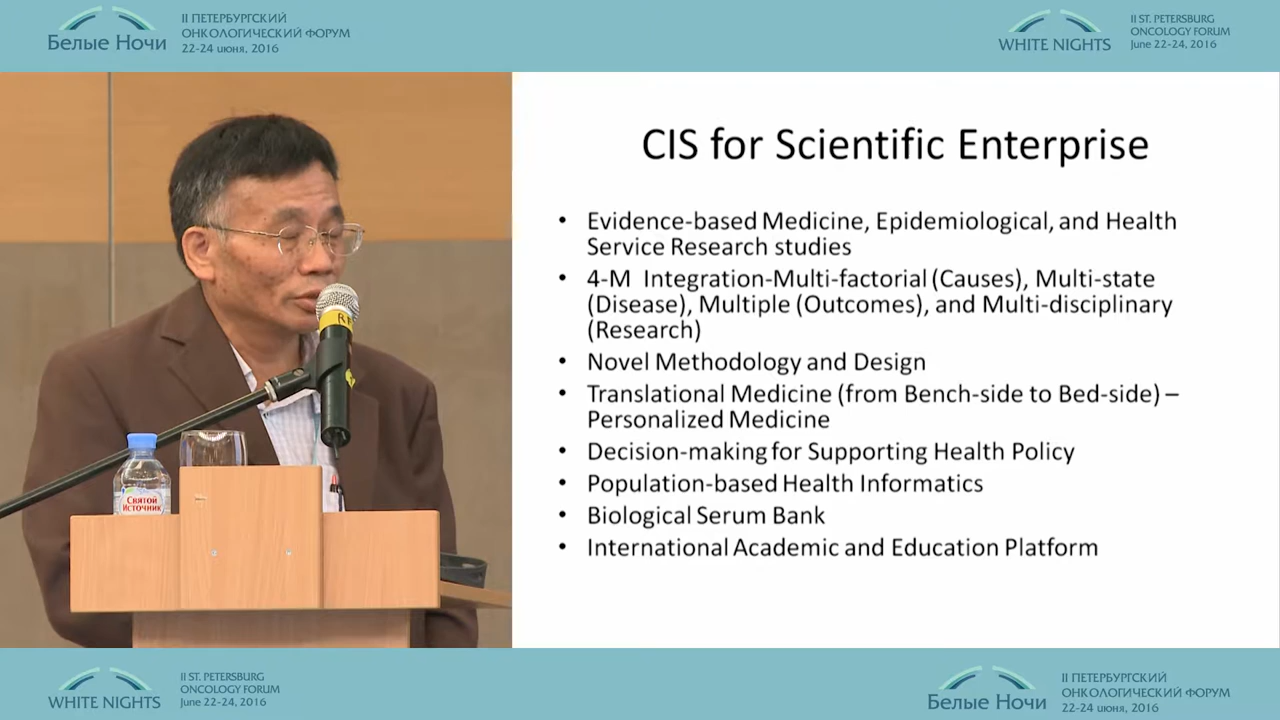 Белые Ночи
II ПЕТЕРБУРГСКИЙ
ОНКОЛОГИЧЕСКИЙ ФОРУМ
22-24 июня, 2016
WHITE NIGHTS
II ST. PETERSBURG
ONCOLOGY FORUM
June 22-24, 2016
CIS for Scientific Enterprise
• Evidence-based Medicine, Epidemiological, and Health
Service Research studies
• 4-M Integration-Multi-factorial (Causes), Multi-state
(Disease), Multiple (Outcomes), and Multi-disciplinary
(Research)
• Novel Methodology and Design
• Translational Medicine (from Bench-side to Bed-side) –
Personalized Medicine
• Decision-making for Supporting Health Policy
• Population-based Health Informatics
• Biological Serum Bank
• International Academic and Education Platform
Святой
Источник
WHITE NIGHTS
II ST. PETERSBURG
ONCOLOGY FORUM
June 22-24, 2016
Белые Ночи
II ПЕТЕРБУРГСКИЙ
ОНКОЛОГИЧЕСКИЙ ФОРУМ
22-24 июня, 2016